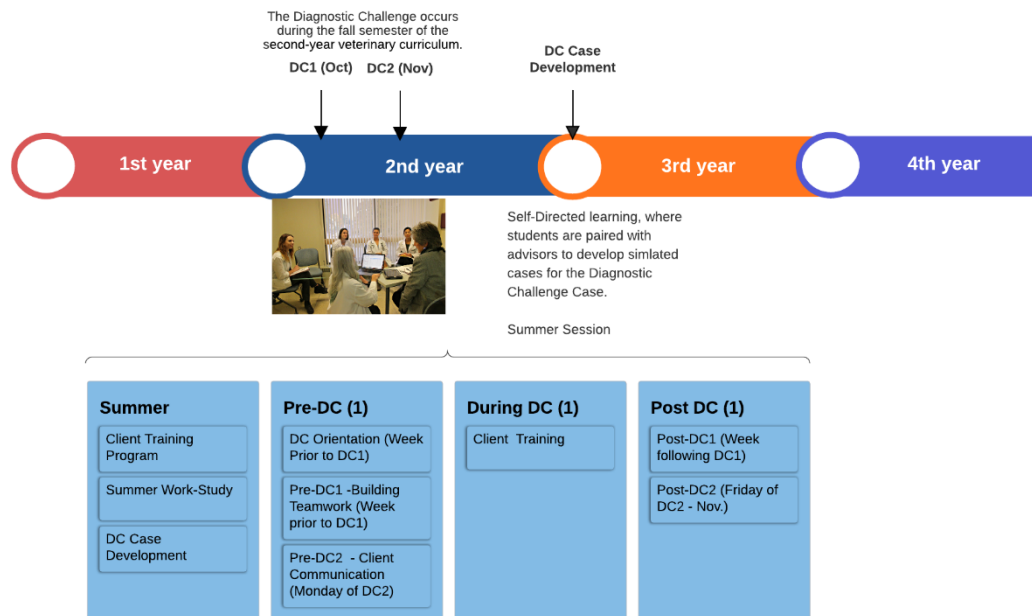 The Diagnostic Challenge occurs
during the fall semester of the
second-year veterinary curriculum.
DC1 (Oct)
DC2 (Nov)
DC Case
Development
1st year
2nd year
3rd year
4th year
Self-Directed learning, where
students are paired with
advisors to develop simlated
cases for the Diagnostic
Challenge Case.
Summer Session
Summer
Client Training
Program
Summer Work-Study
DC Case
Development
Pre-DC (1)
DC Orientation (Week
Prior to DC1)
Pre-DC1 -Building
Teamwork (Week
prior to DC1)
Pre-DC2  - Client
Communication
(Monday of DC2)
During DC (1)
Client  Training
Post DC (1)
Post-DC1 (Week
following DC1)
Post-DC2 (Friday of
DC2 - Nov.)